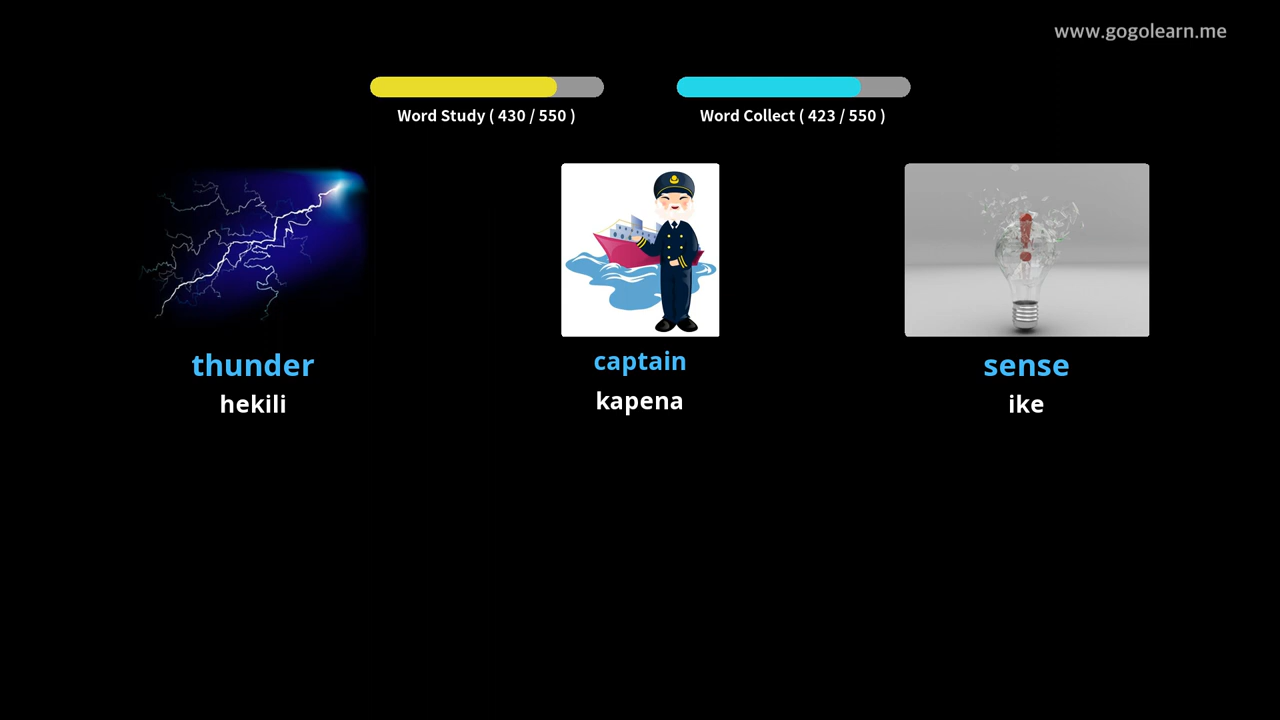 www.gogolearn.me
Word Study ( 430 / 550 )
Word Collect ( 423 / 550 )
thunder
hekili
captain
kapena
sense
ike